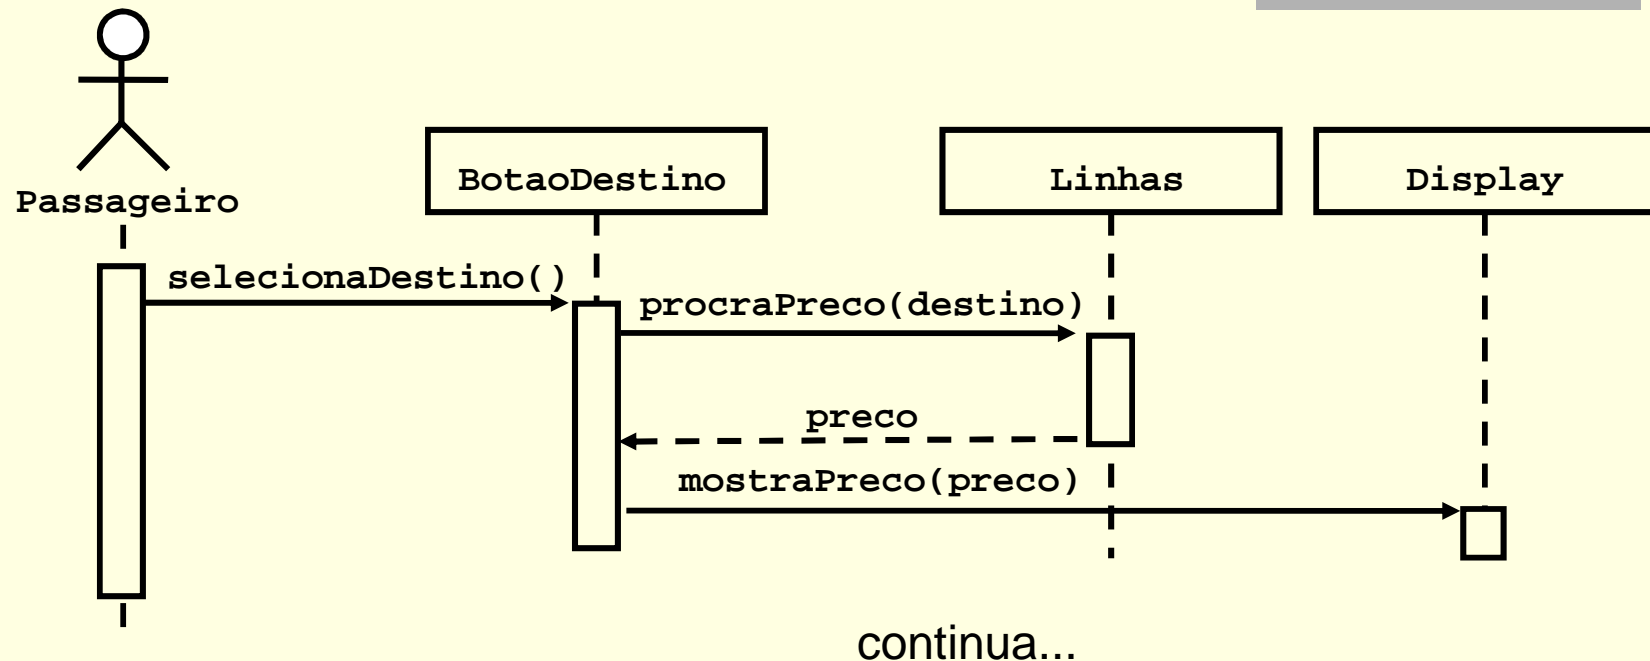 Passageiro
BotaoDestino
Linhas
Display
selecionaDestino()
procraPreco(destino)
preco
mostraPreco(preco)
continua...